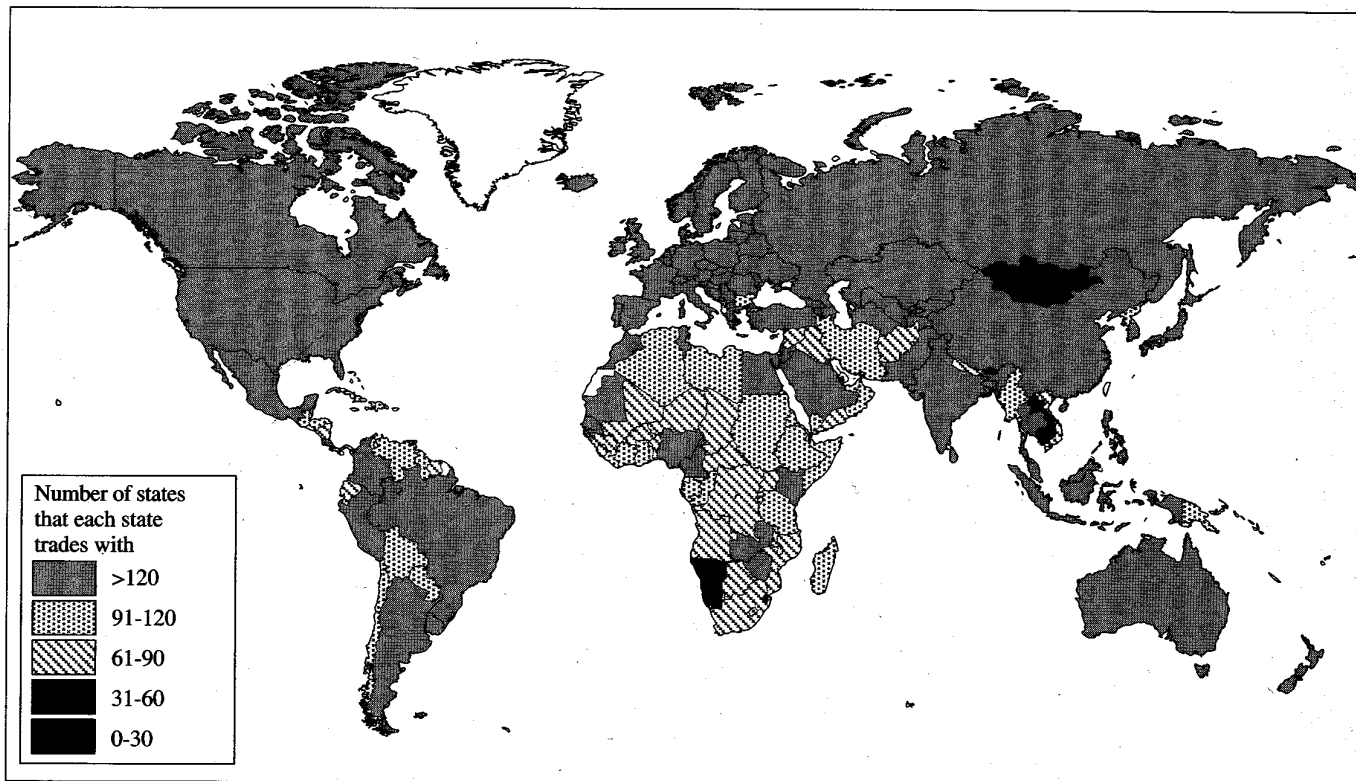 Number of states
that each state
trades with
>120
91-120
61-90
31-60
0-30